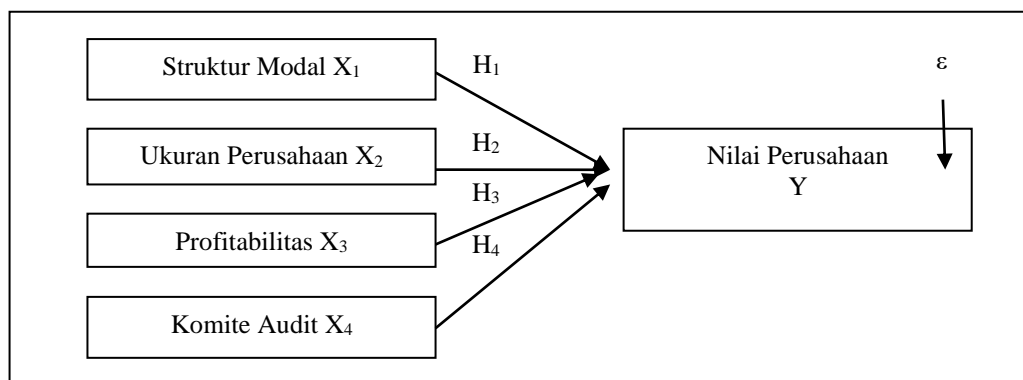 Struktur Modal X₁
H₁
ε
Ukuran Perusahaan X₂
H₂
Nilai Perusahaan
Y
H₃
Profitabilitas X₃
H₄
Komite Audit X₄